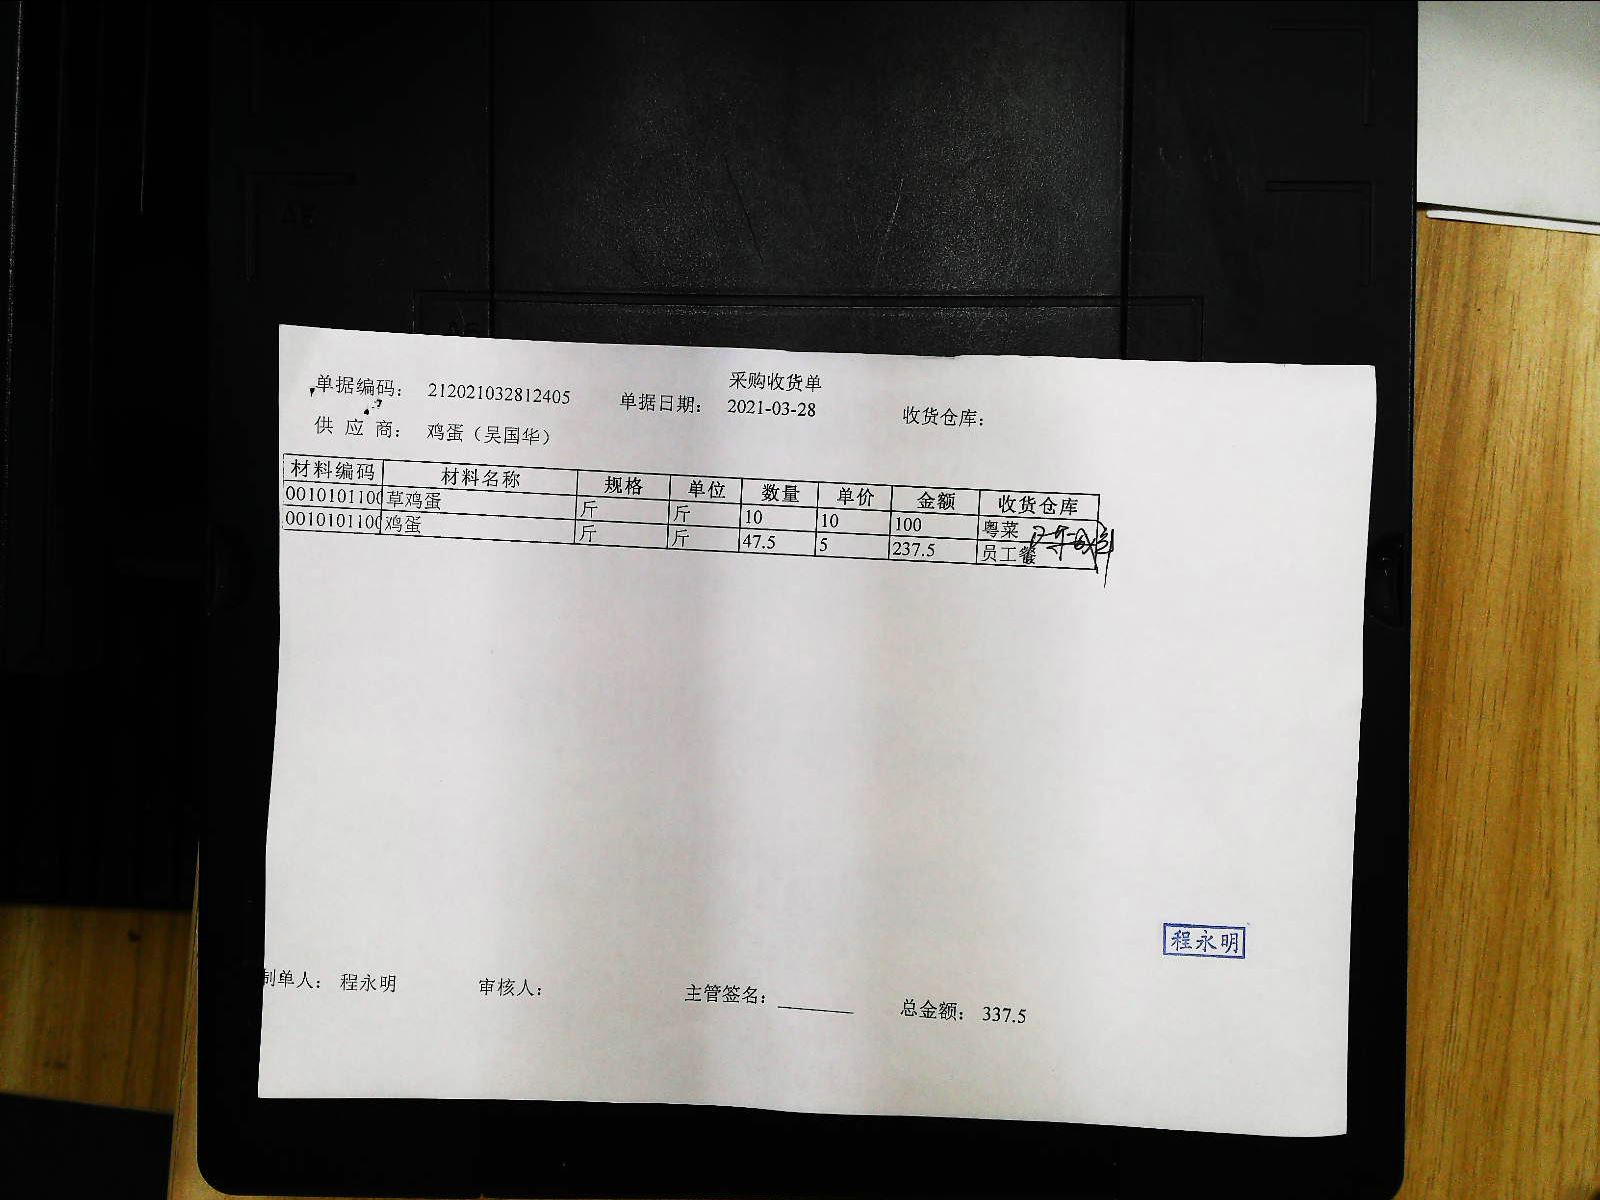 采购收货单
单据编码： 212021032812405 单据日期： 2021-03-28 收货仓库：
供 应 商： 鸡蛋（吴国华）
材料编码 材料名称 规格 单位 数量 单价 金额 收货仓库
0010101100 草鸡蛋 斤 斤 10 10 100 粤菜
0010101100 鸡蛋 斤 斤 47.5 5 237.5 员工餐
程永明
制单人： 程永明 审核人： 主管签名： 总金额： 337.5